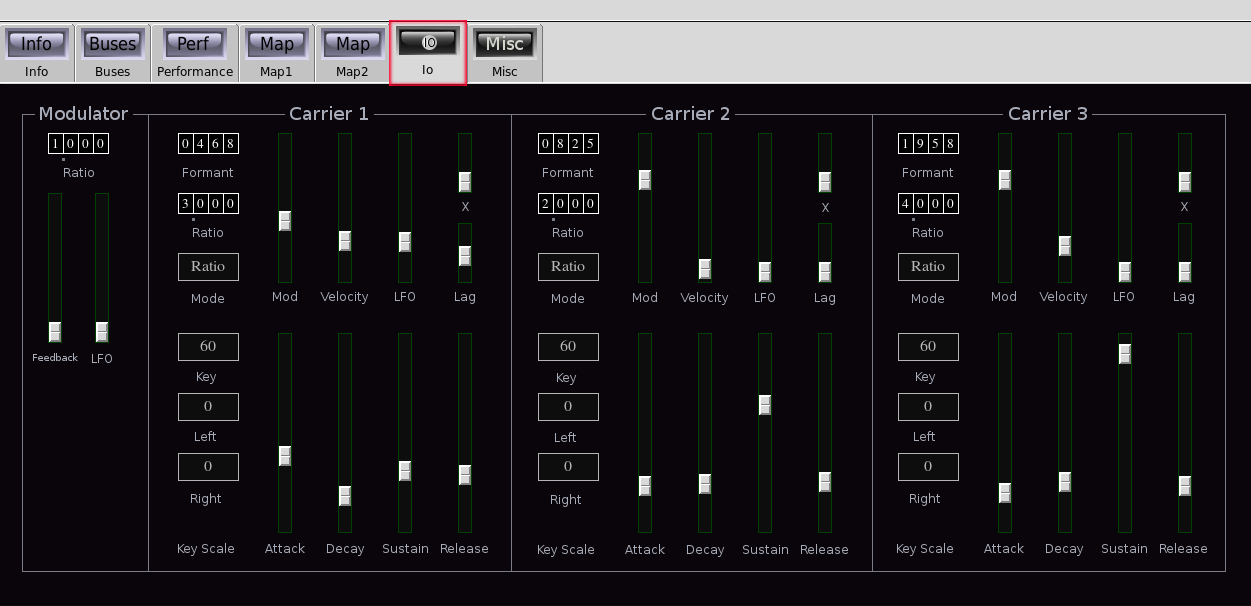 Info Buses Perf Map Map IO Misc
Info Buses Performance Map1 Map2 Io Misc
Modulator
1000
Ratio
Feedback LFO
Carrier 1
0468
Formant
3000
Ratio
Ratio
Mode
X
Mod Velocity LFO Lag
60
Key
0
Left
0
Right
Key Scale Attack Decay Sustain Release
Carrier 2
0825
Formant
2000
Ratio
Ratio
Mode
X
Mod Velocity LFO Lag
60
Key
0
Left
0
Right
Key Scale Attack Decay Sustain Release
Carrier 3
1958
Formant
4000
Ratio
Ratio
Mode
X
Mod Velocity LFO Lag
60
Key
0
Left
0
Right
Key Scale Attack Decay Sustain Release